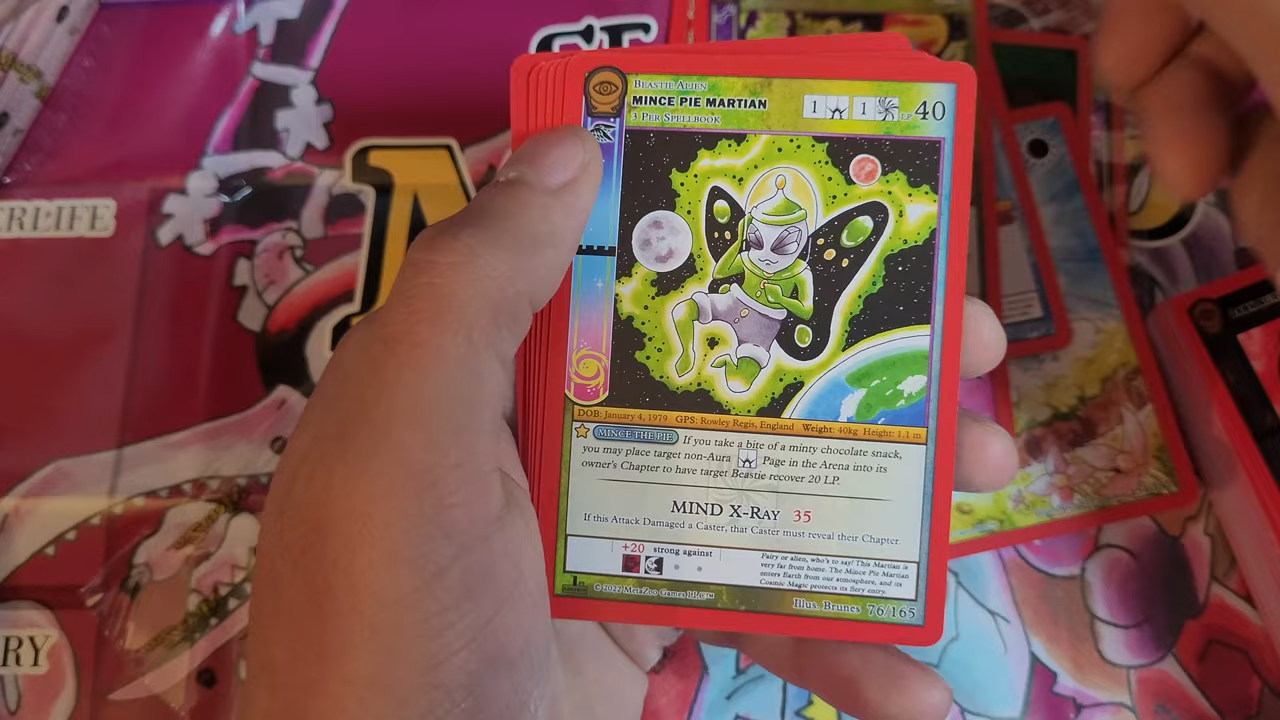 BEASTIE ALIEN
MINCE PIE MARTIAN
3 PER SPELLBOOK
1 1 LP 40
ERLIFE
DOB: January 4, 1979 GPS: Rowley Regis, England Weight: 40kg Height: 1.1 m
MINCE THE PIE If you take a bite of a minty chocolate snack,
you may place target non-Aura Page in the Arena into its
owner's Chapter to have target Beastie recover 20 LP.
MIND X-RAY 35
If this Attack Damaged a Caster, that Caster must reveal their Chapter.
+20 strong against
Fairy or alien, who's to say! This Martian is
very far from home. The Mince Pie Martian
enters Earth from our atmosphere, and its
Cosmic Magic protects its fiery entry.
© 2022 MetaZoo Games LLC™
Illus. Brunes 76/165
RY